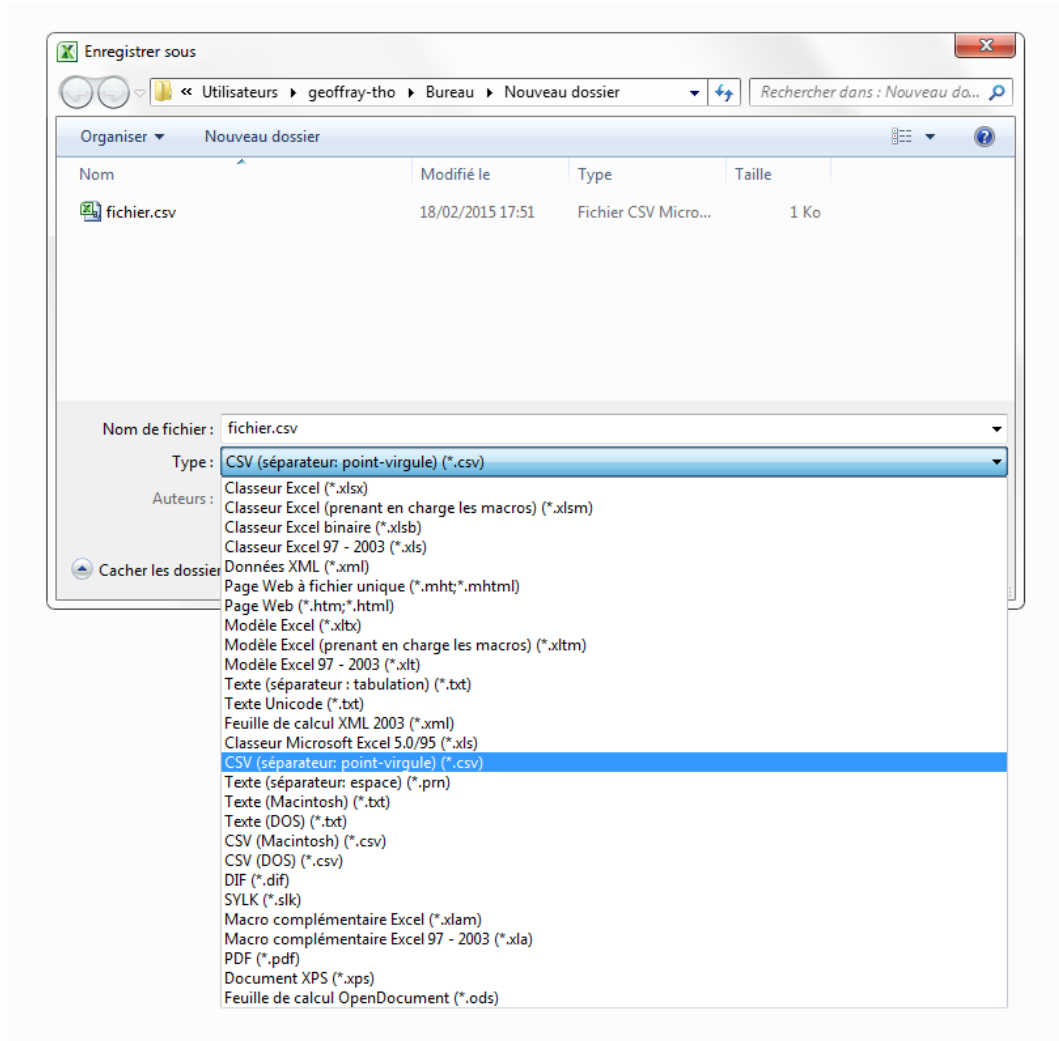 Enregistrer sous
« Utilisateurs geoffray-tho Bureau Nouveau dossier Rechercher dans : Nouveau do...
Organiser Nouveau dossier
Nom Modifié le Type Taille
fichier.csv 18/02/2015 17:51 Fichier CSV Micro... 1 Ko
Nom de fichier : fichier.csv
Type : CSV (séparateur: point-virgule) (*.csv)
Auteurs :
Classeur Excel (*.xlsx)
Classeur Excel (prenant en charge les macros) (*.xlsm)
Classeur Excel binaire (*.xlsb)
Classeur Excel 97 - 2003 (*.xls)
Cacher les dossier
Données XML (*.xml)
Page Web à fichier unique (*.mht;*.mhtml)
Page Web (*.htm;*.html)
Modèle Excel (*.xltx)
Modèle Excel (prenant en charge les macros) (*.xltm)
Modèle Excel 97 - 2003 (*.xlt)
Texte (séparateur : tabulation) (*.txt)
Texte Unicode (*.txt)
Feuille de calcul XML 2003 (*.xml)
Classeur Microsoft Excel 5.0/95 (*.xls)
CSV (séparateur: point-virgule) (*.csv)
Texte (séparateur: espace) (*.prn)
Texte (Macintosh) (*.txt)
Texte (DOS) (*.txt)
CSV (Macintosh) (*.csv)
CSV (DOS) (*.csv)
DIF (*.dif)
SYLK (*.slk)
Macro complémentaire Excel (*.xlam)
Macro complémentaire Excel 97 - 2003 (*.xla)
PDF (*.pdf)
Document XPS (*.xps)
Feuille de calcul OpenDocument (*.ods)